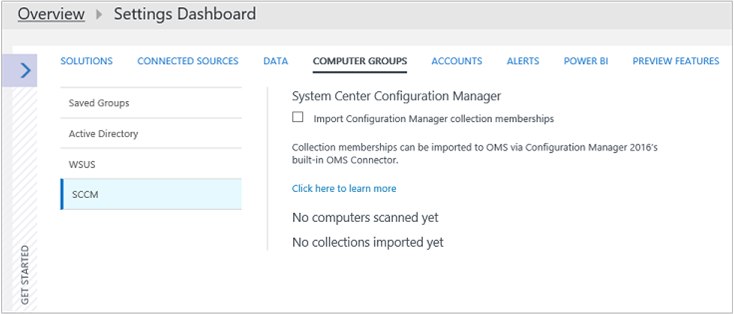 Overview ▸ Settings Dashboard
SOLUTIONS CONNECTED SOURCES DATA COMPUTER GROUPS ACCOUNTS ALERTS POWER BI PREVIEW FEATURES
Saved Groups
Active Directory
WSUS
SCCM
System Center Configuration Manager
Import Configuration Manager collection memberships
Collection memberships can be imported to OMS via Configuration Manager 2016's
built-in OMS Connector.
Click here to learn more
No computers scanned yet
No collections imported yet
GET STARTED